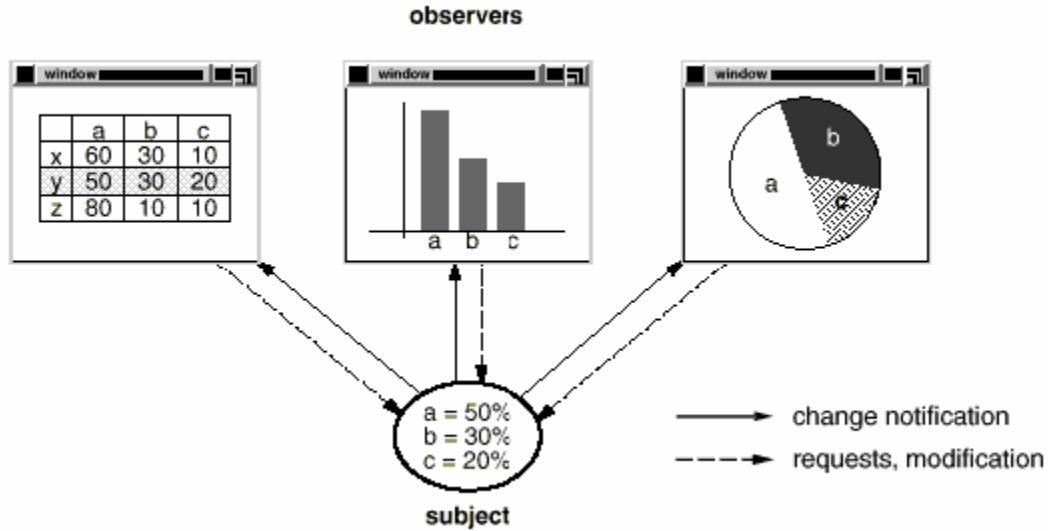 observers
window
a b c
x 60 30 10
y 50 30 20
z 80 10 10
window
a b c
window
a
b
c
a = 50%
b = 30%
c = 20%
subject
change notification
requests, modification